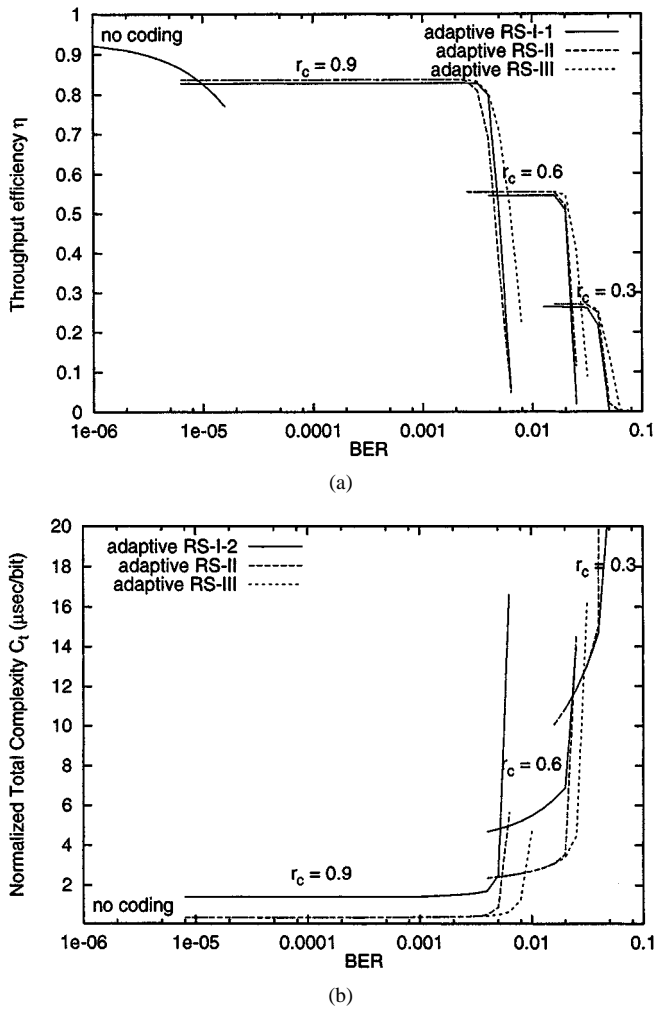 1
0.9
0.8
0.7
0.6
0.5
0.4
0.3
0.2
0.1
0
Throughput efficiency η
no coding
adaptive RS-I-1
adaptive RS-II
adaptive RS-III
r_c = 0.9
r_c = 0.6
r_c = 0.3
1e-06 1e-05 0.0001 0.001 0.01 0.1
BER
(a)
20
18
16
14
12
10
8
6
4
2
Normalized Total Complexity C_t (μsec/bit)
adaptive RS-I-2
adaptive RS-II
adaptive RS-III
r_c = 0.3
r_c = 0.6
r_c = 0.9
no coding
1e-06 1e-05 0.0001 0.001 0.01 0.1
BER
(b)